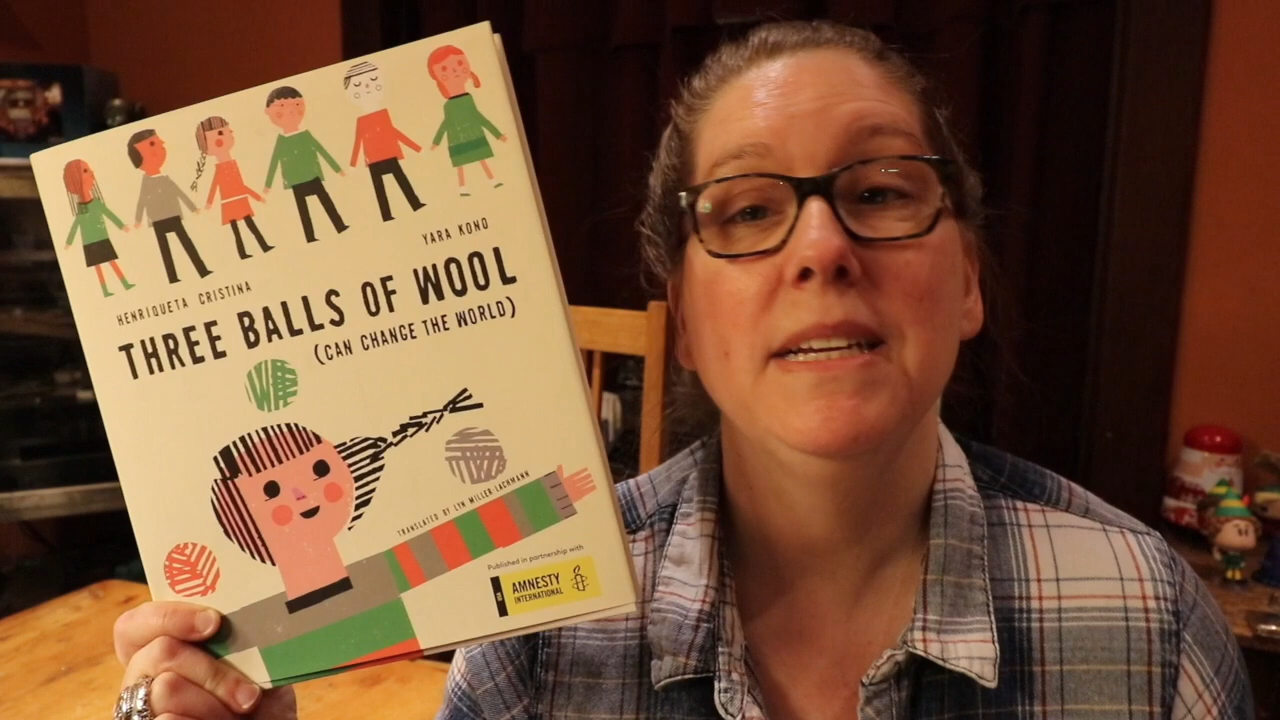 YARA KONO
HENRIQUETA CRISTINA
THREE BALLS OF WOOL
(CAN CHANGE THE WORLD)
TRANSLATED BY LYN MILLER-LACHMANN
Published in partnership with
AMNESTY
INTERNATIONAL